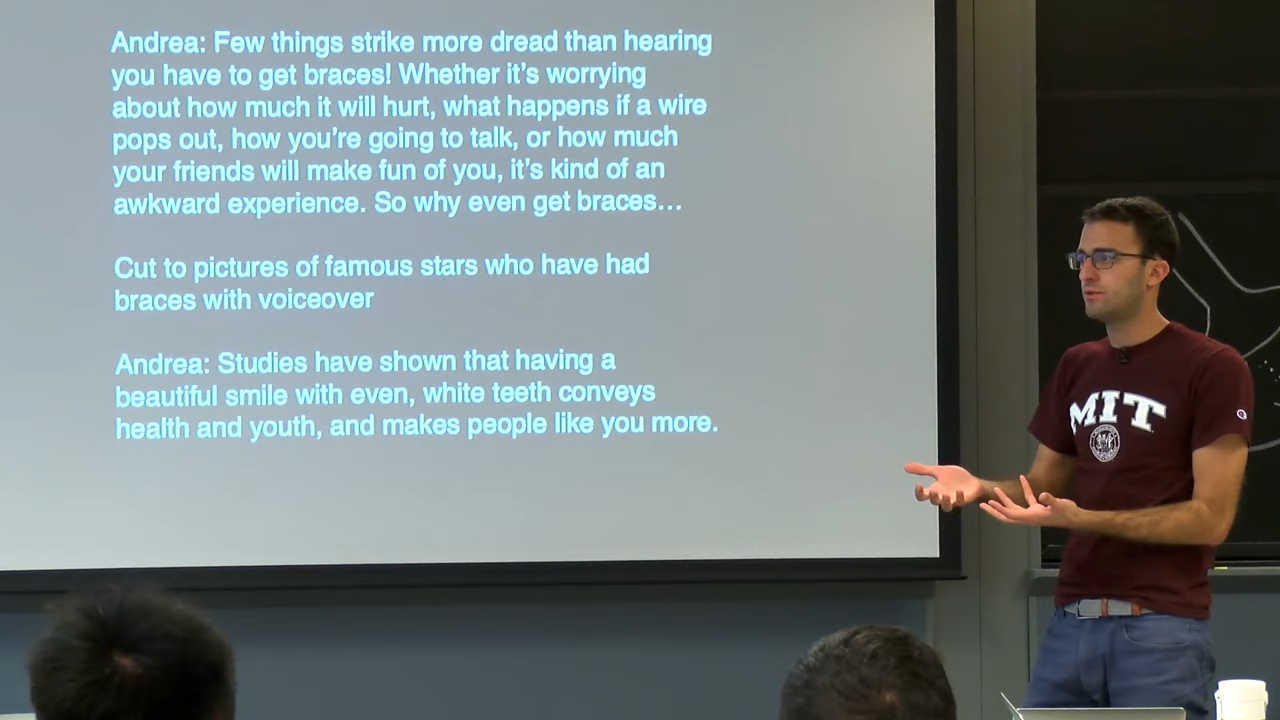 Andrea: Few things strike more dread than hearing
you have to get braces! Whether it's worrying
about how much it will hurt, what happens if a wire
pops out, how you're going to talk, or how much
your friends will make fun of you, it's kind of an
awkward experience. So why even get braces...
Cut to pictures of famous stars who have had
braces with voiceover
Andrea: Studies have shown that having a
beautiful smile with even, white teeth conveys
health and youth, and makes people like you more.
MIT